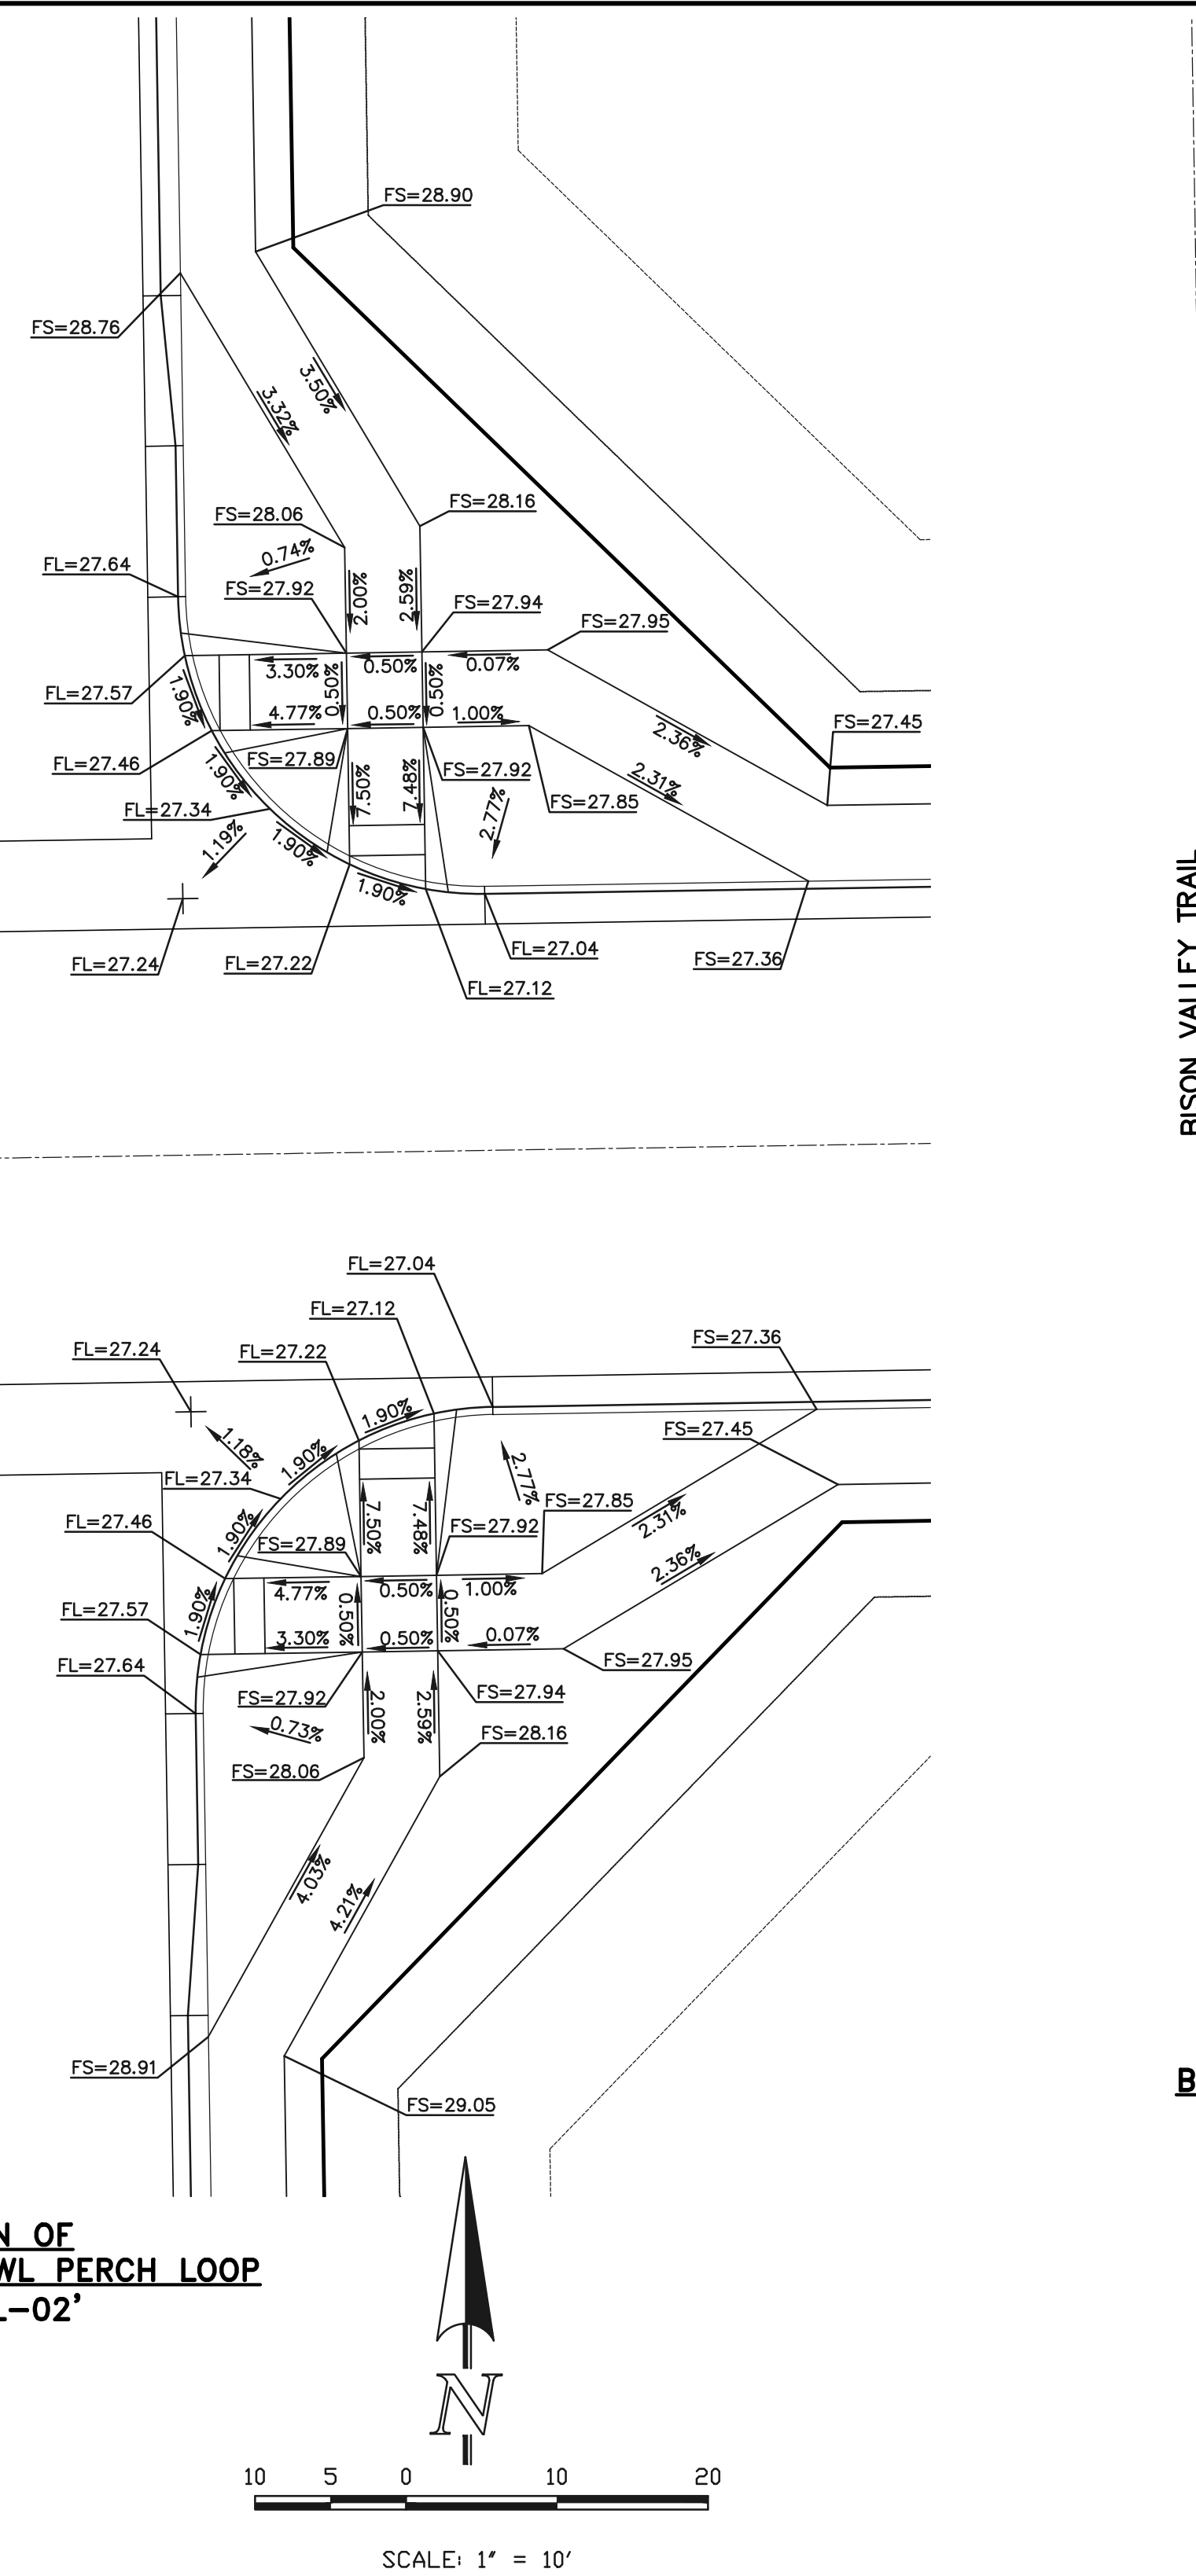 FS=28.90
FS=28.76
3.50%
3.32%
FS=28.16
FS=28.06
0.74%
FL=27.64
FS=27.92
2.00%
2.59%
FS=27.94
FS=27.95
3.30%
0.50%
0.07%
0.50%
0.50%
FL=27.57
1.90%
4.77%
0.50%
1.00%
2.36%
FS=27.45
FL=27.46
1.90%
FS=27.89
7.50%
7.48%
FS=27.92
2.31%
FS=27.85
FL=27.34
1.19%
1.90%
2.77%
1.90%
FL=27.24
FL=27.22
FL=27.04
FS=27.36
FL=27.12
BISON VALLEY TRAIL
FL=27.04
FL=27.12
FL=27.24
FL=27.22
FS=27.36
1.90%
FS=27.45
1.18%
1.90%
FL=27.34
2.77%
FS=27.85
FL=27.46
1.90%
7.50%
7.48%
FS=27.92
2.31%
FS=27.89
2.36%
4.77%
0.50%
1.00%
FL=27.57
1.90%
0.50%
0.50%
3.30%
0.50%
0.07%
FL=27.64
FS=27.95
FS=27.92
2.00%
2.59%
FS=27.94
0.73%
FS=28.16
FS=28.06
4.03%
4.21%
FS=28.91
FS=29.05
B
N OF
WL PERCH LOOP
L-02'
N
10 5 0 10 20
SCALE: 1" = 10'